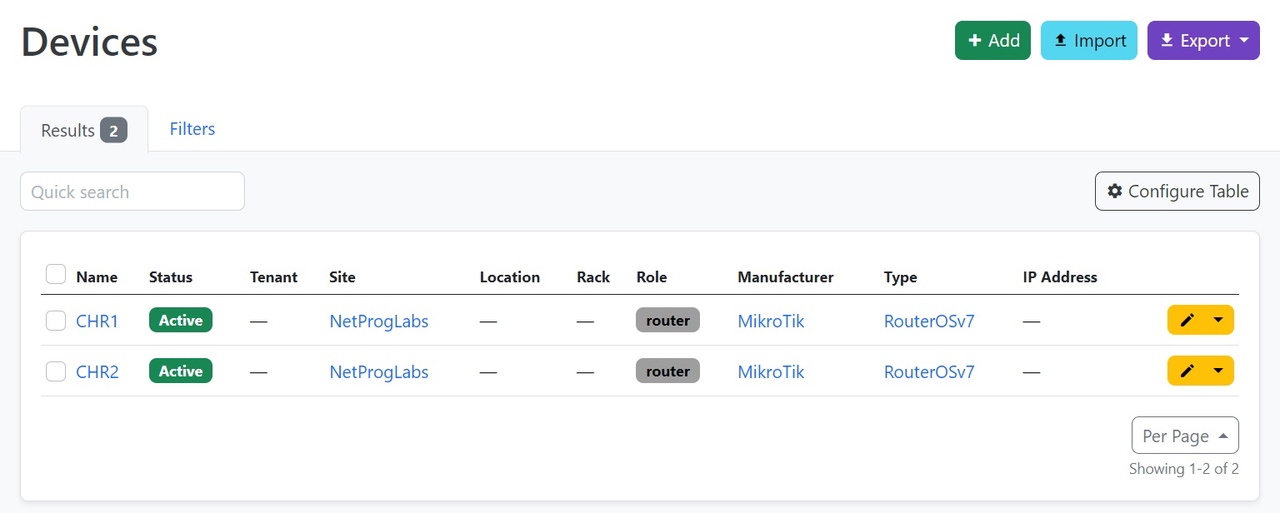 Devices
Add Import Export
Results 2 Filters
Quick search Configure Table
Name Status Tenant Site Location Rack Role Manufacturer Type IP Address
CHR1 Active — NetProgLabs — — router MikroTik RouterOSv7 —
CHR2 Active — NetProgLabs — — router MikroTik RouterOSv7 —
Per Page
Showing 1-2 of 2